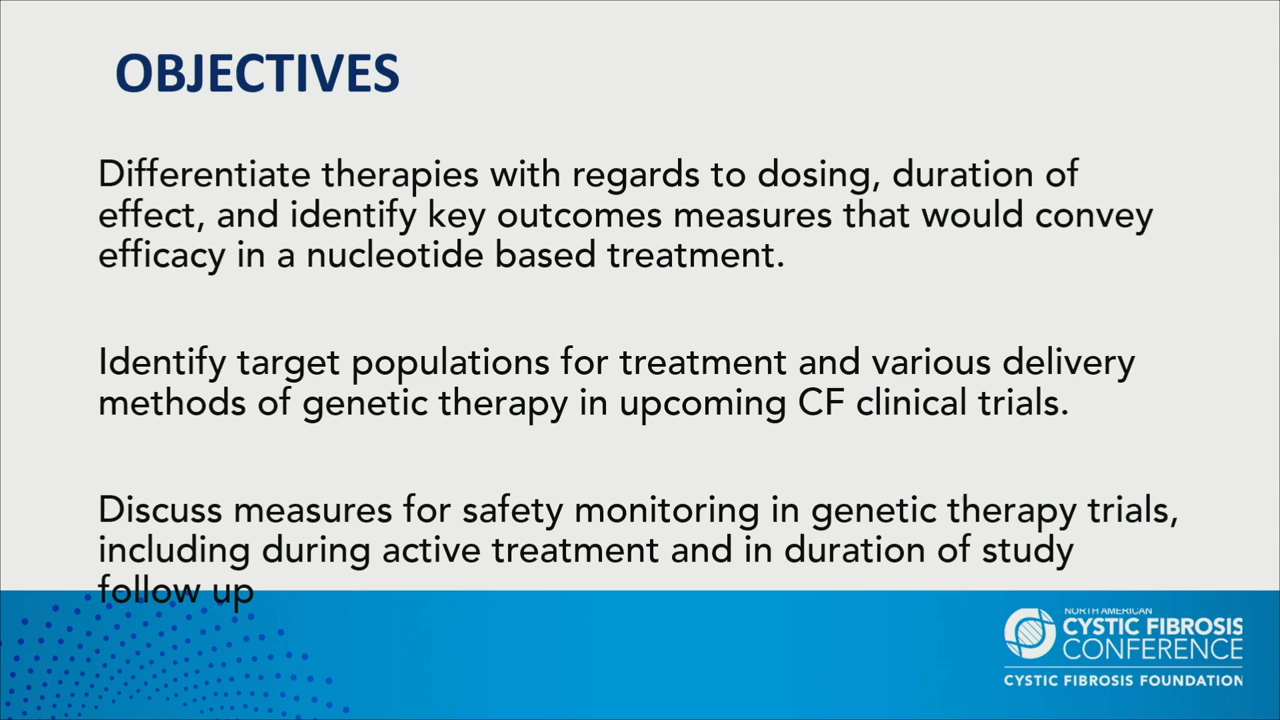 OBJECTIVES
Differentiate therapies with regards to dosing, duration of
effect, and identify key outcomes measures that would convey
efficacy in a nucleotide based treatment.
Identify target populations for treatment and various delivery
methods of genetic therapy in upcoming CF clinical trials.
Discuss measures for safety monitoring in genetic therapy trials,
including during active treatment and in duration of study
follow up
NORTH AMERICAN
CYSTIC FIBROSIS
CONFERENCE
CYSTIC FIBROSIS FOUNDATION